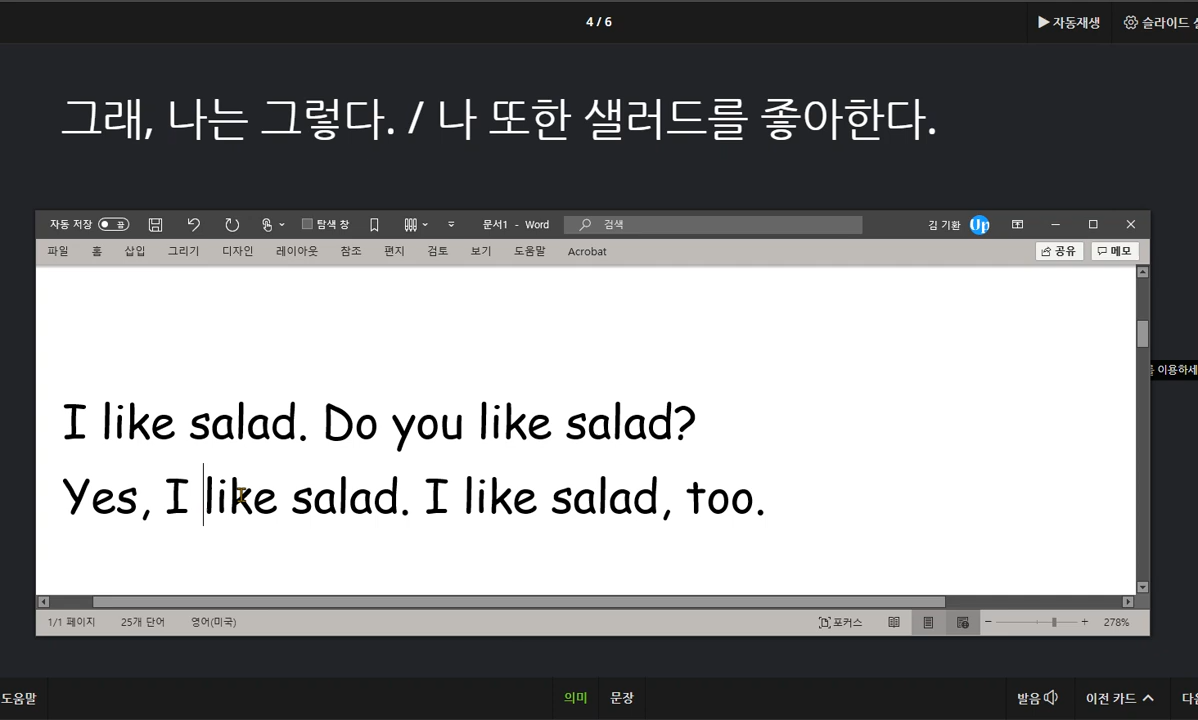 4 / 6
자동재생
슬라이드
그래, 나는 그렇다. / 나 또한 샐러드를 좋아한다.
자동 저장 끔 탐색 창 문서1 - Word 검색 김 기환 Up
파일 홈 삽입 그리기 디자인 레이아웃 참조 편지 검토 보기 도움말 Acrobat 공유 메모
이용하세
I like salad. Do you like salad?
Yes, I like salad. I like salad, too.
1/1 페이지 25개 단어 영어(미국) 포커스 278%
도움말 의미 문장 발음 이전 카드